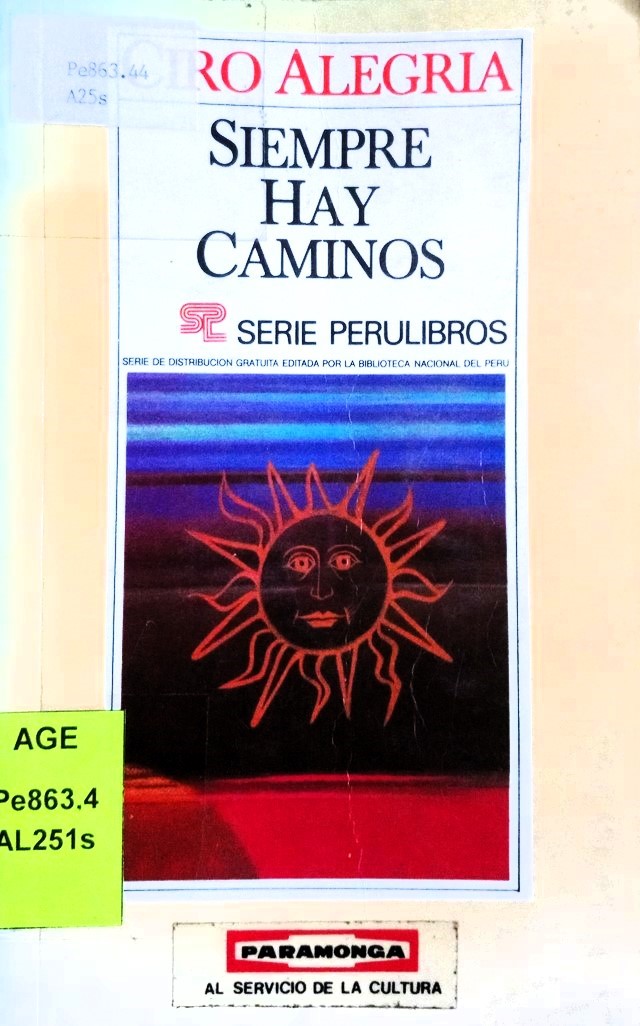 Pe863.44
A25s
CIRO ALEGRIA
SIEMPRE
HAY
CAMINOS
SERIE PERULIBROS
SERIE DE DISTRIBUCION GRATUITA EDITADA POR LA BIBLIOTECA NACIONAL DEL PERU
AGE
Pe863.4
AL251s
PARAMONGA
AL SERVICIO DE LA CULTURA